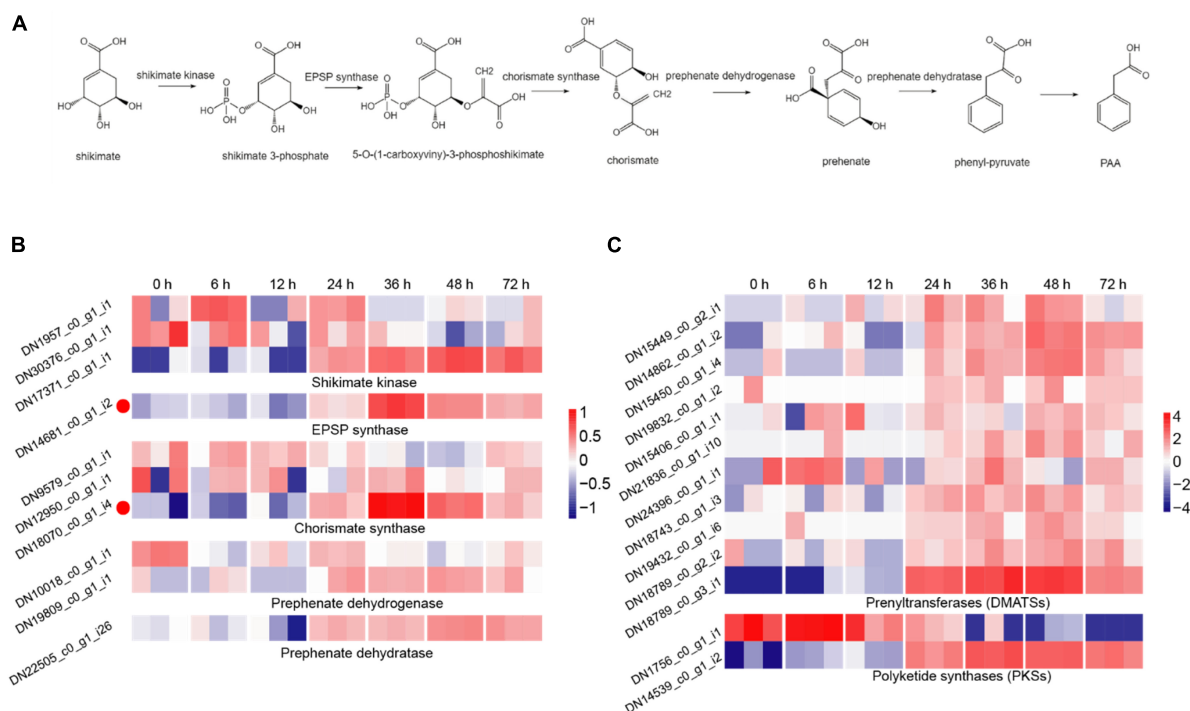 A
shikimate kinase
EPSP synthase
chorismate synthase
prephenate dehydrogenase
prephenate dehydratase
O OH
HO OH
OH
shikimate
O OH
O
HO P O OH
OH OH
shikimate 3-phosphate
O OH
O CH2
HO P O O OH
OH OH O
5-O-(1-carboxyviny)-3-phosphoshikimate
OH
O
OH
O CH2
O OH
chorismate
O OH
O O
HO
OH
prehenate
O OH
O
phenyl-pyruvate
OH
O
PAA
B
0 h 6 h 12 h 24 h 36 h 48 h 72 h
DN1957_c0_g1_i1
DN30376_c0_g1_i1
DN17371_c0_g1_i1
Shikimate kinase
DN14681_c0_g1_i2
EPSP synthase
DN9579_c0_g1_i1
DN12950_c0_g1_i1
DN18070_c0_g1_i4
Chorismate synthase
DN10018_c0_g1_i1
DN19809_c0_g1_i1
Prephenate dehydrogenase
DN22505_c0_g1_i26
Prephenate dehydratase
1
0.5
0
−0.5
−1
C
0 h 6 h 12 h 24 h 36 h 48 h 72 h
DN15449_c0_g2_i1
DN14862_c0_g1_i2
DN15450_c0_g1_i4
DN19832_c0_g1_i2
DN15406_c0_g1_i1
DN21836_c0_g1_i10
DN24396_c0_g1_i1
DN18743_c0_g1_i3
DN19432_c0_g1_i6
DN18789_c0_g2_i2
DN18789_c0_g3_i1
Prenyltransferases (DMATSs)
DN1756_c0_g1_i1
DN14539_c0_g1_i2
Polyketide synthases (PKSs)
4
2
0
−2
−4